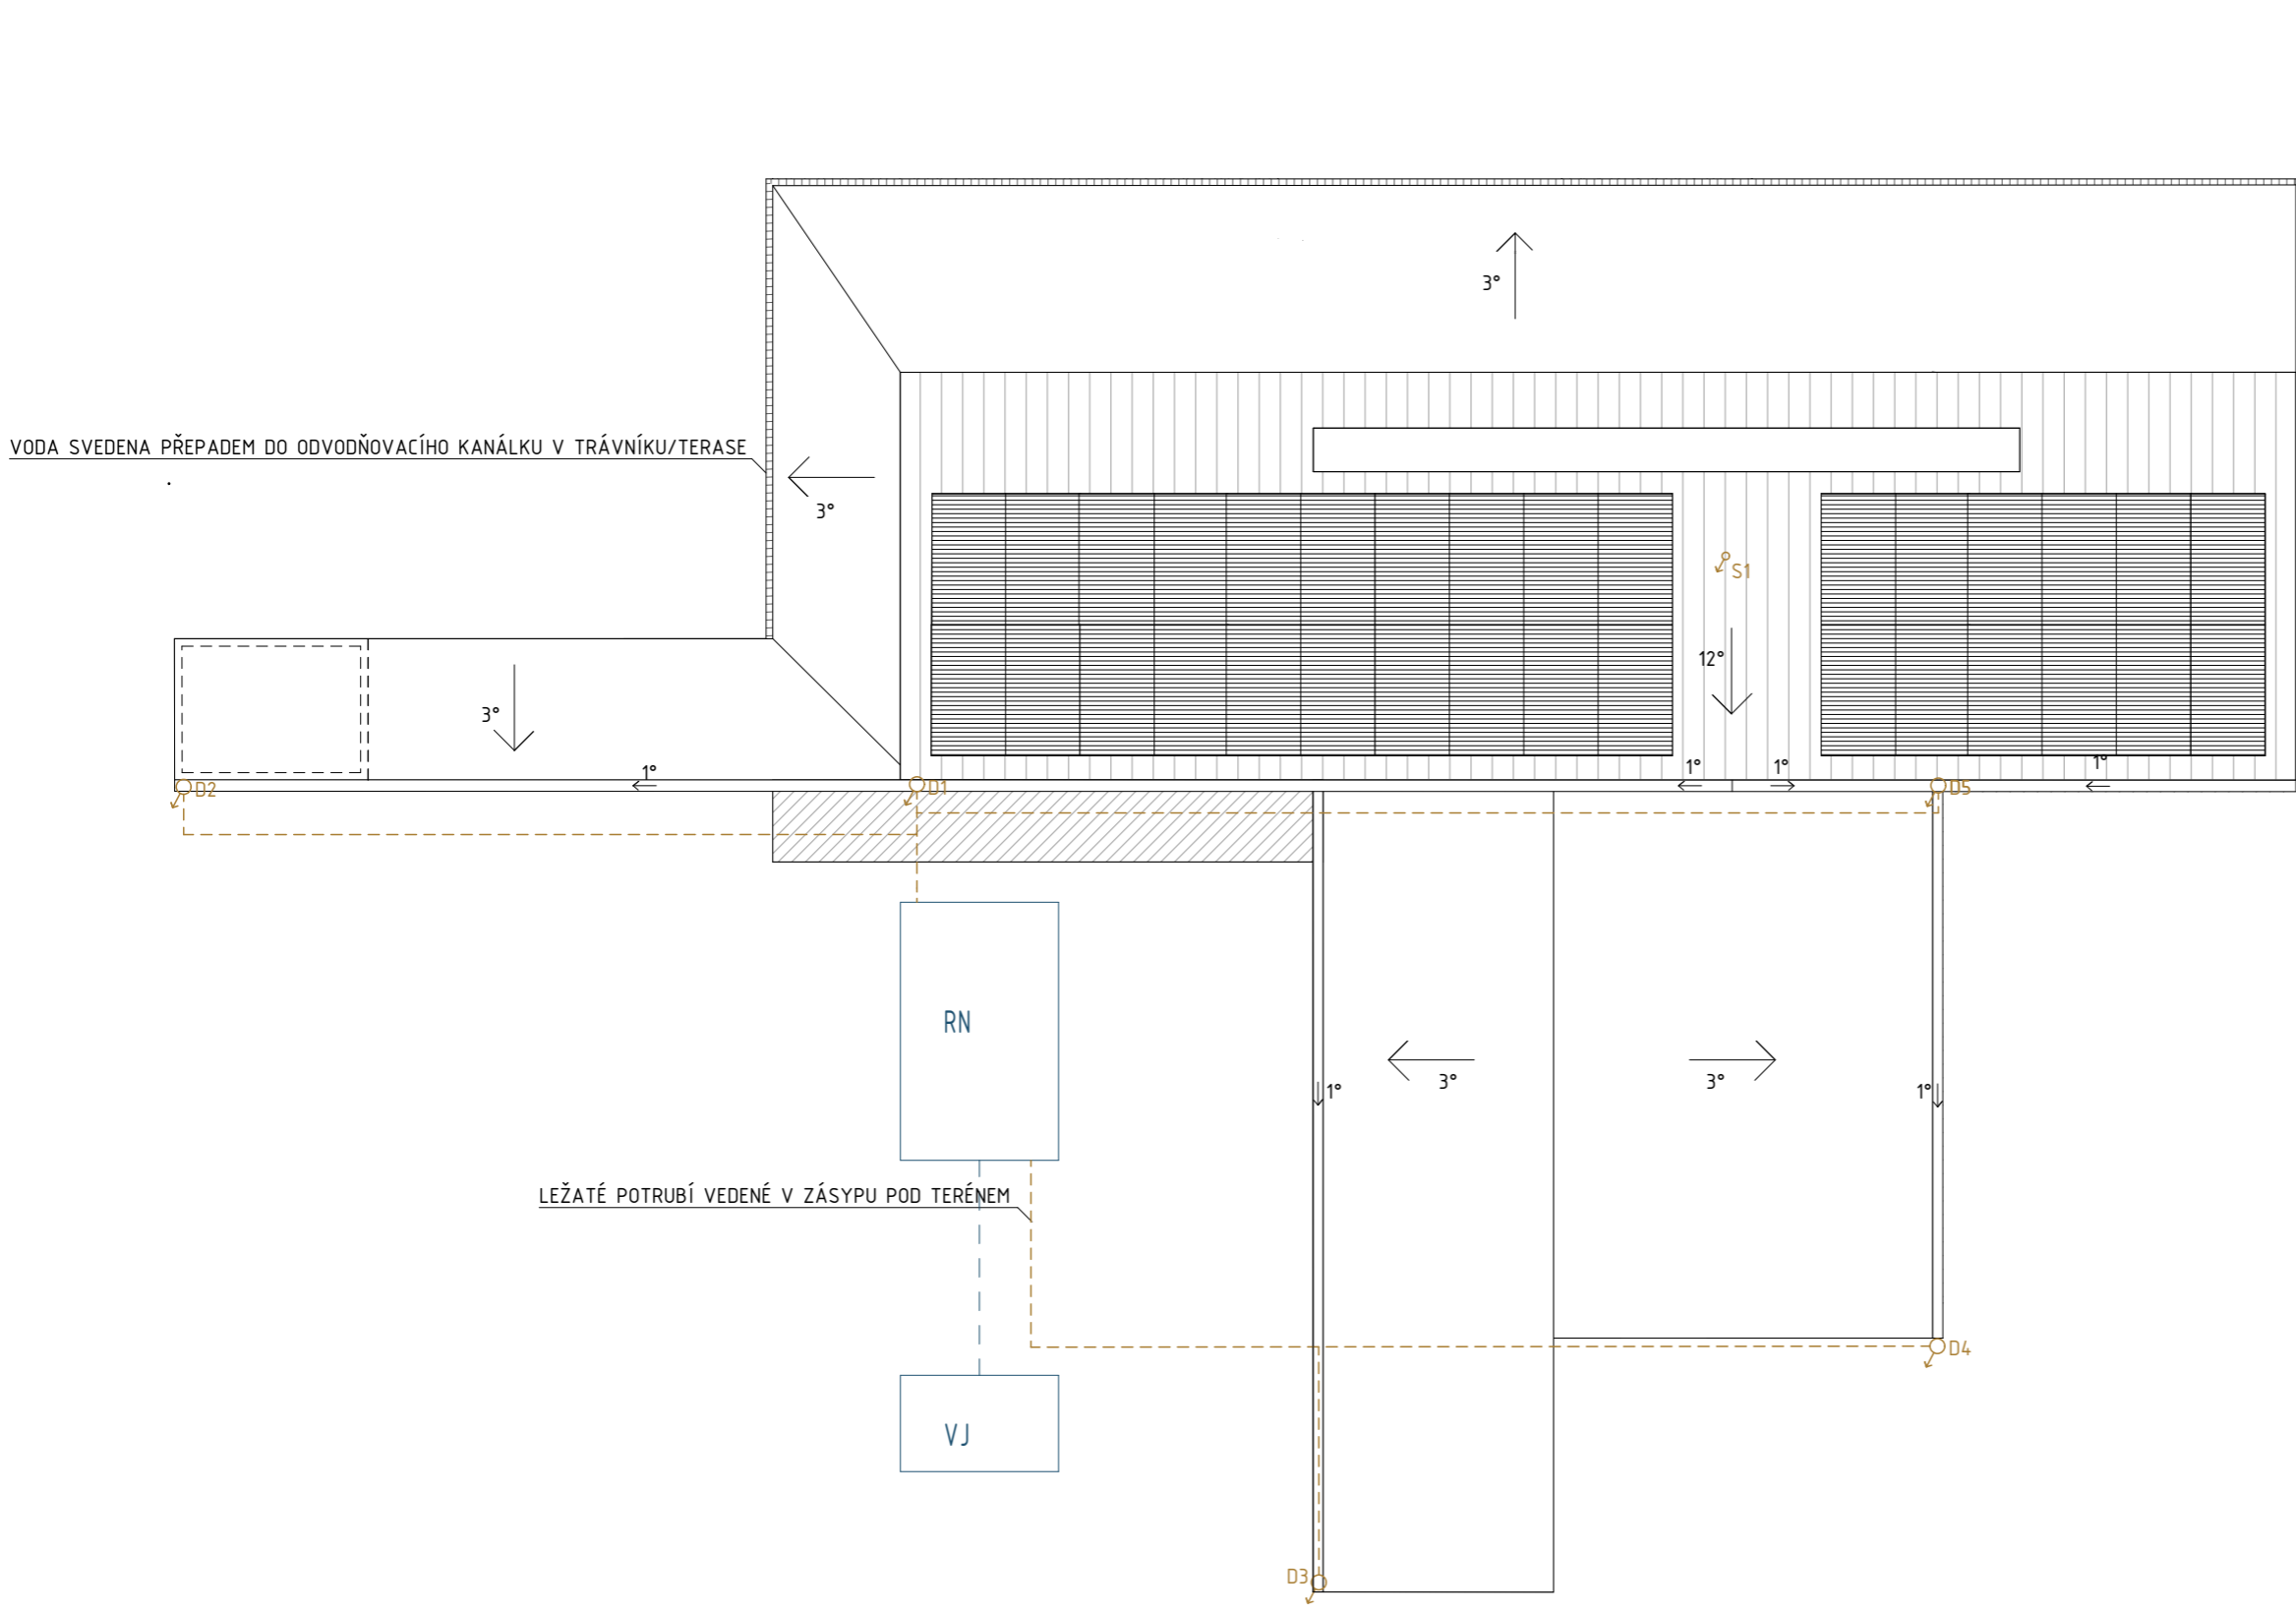 3°
VODA SVEDENA PŘEPADEM DO ODVODŇOVACÍHO KANÁLKU V TRÁVNÍKU/TERASE
3°
S1
12°
3°
1°
1°
1°
1°
D2
D1
D5
RN
3°
3°
1°
1°
LEŽATÉ POTRUBÍ VEDENÉ V ZÁSYPU POD TERÉNEM
D4
VJ
D3